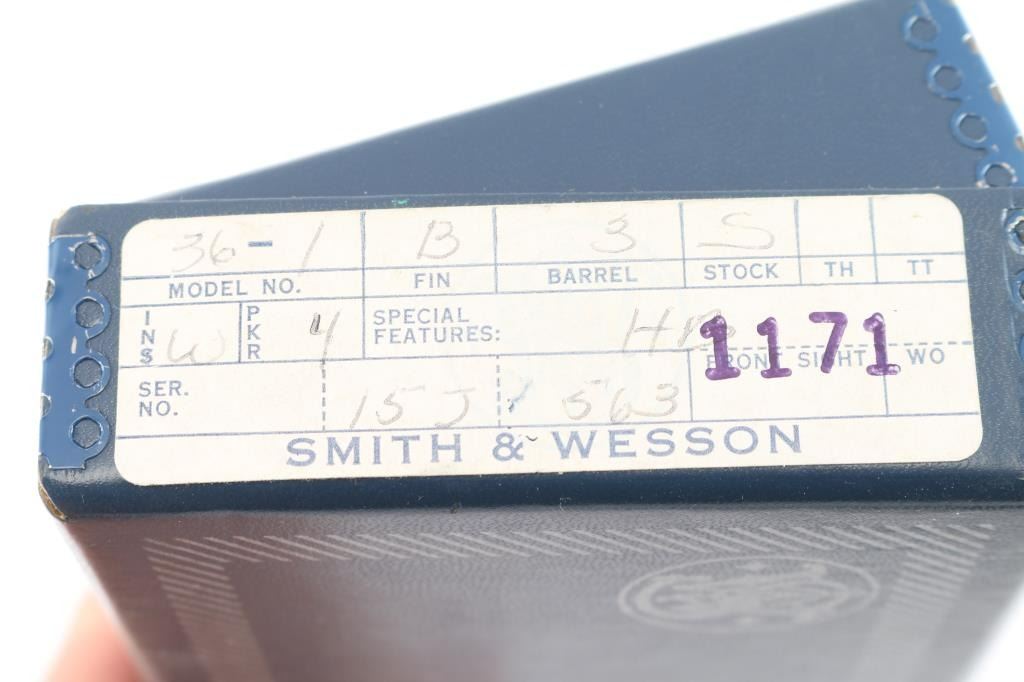 36-1 B 3 S
MODEL NO. FIN BARREL STOCK TH TT
INS W PKR 4 SPECIAL FEATURES: HB 1171
FRONT SIGHT WO
SER. NO. 15J 563
SMITH & WESSON